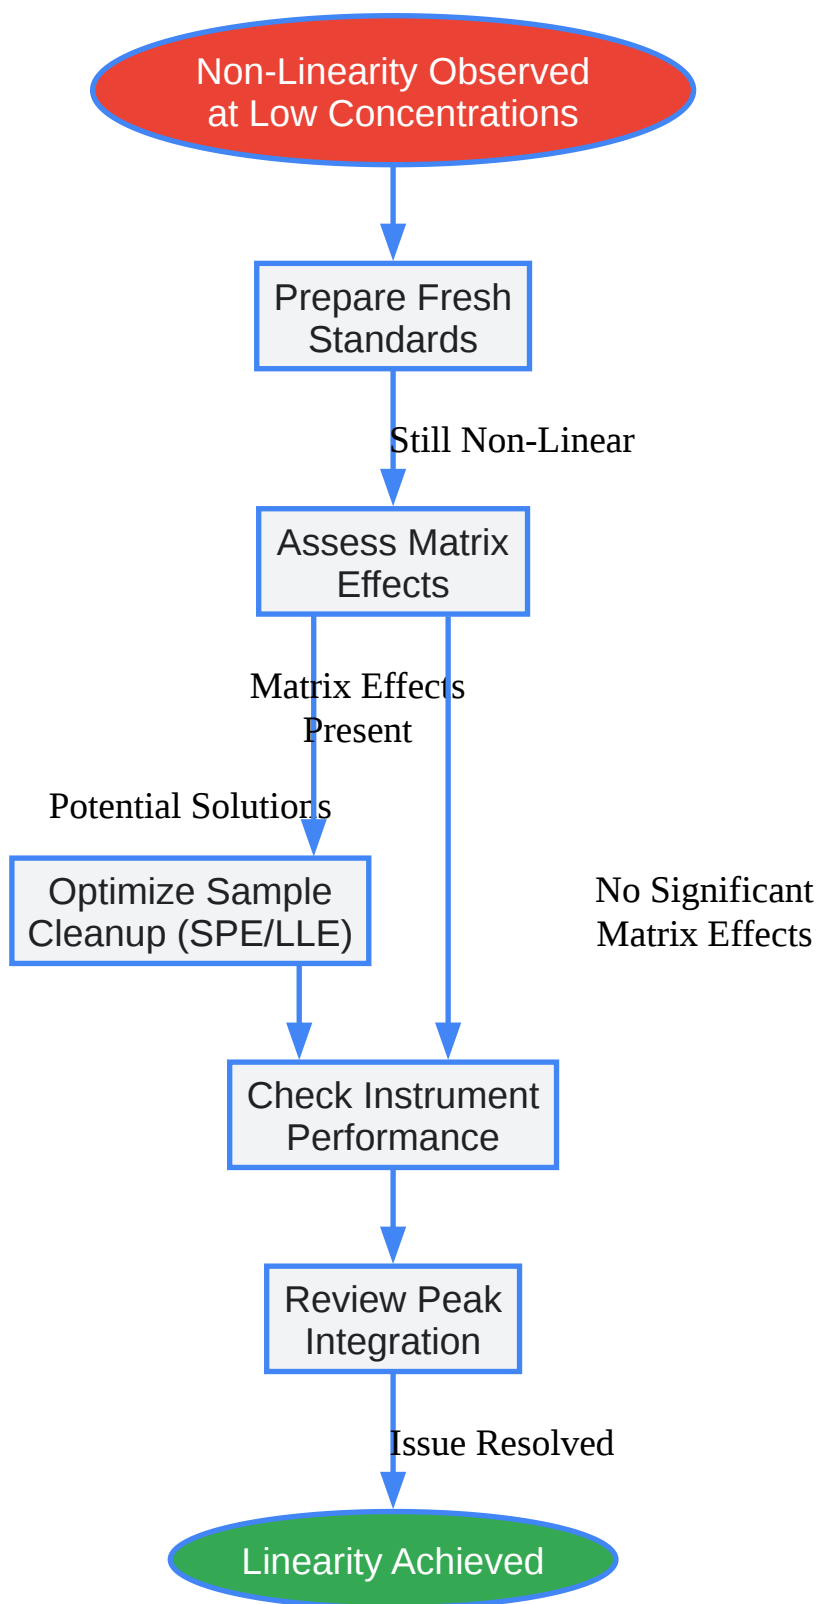 Non-Linearity Observed
at Low Concentrations
Prepare Fresh
Standards
Still Non-Linear
Assess Matrix
Effects
Matrix Effects
Present
Potential Solutions
Optimize Sample
Cleanup (SPE/LLE)
No Significant
Matrix Effects
Check Instrument
Performance
Review Peak
Integration
Issue Resolved
Linearity Achieved